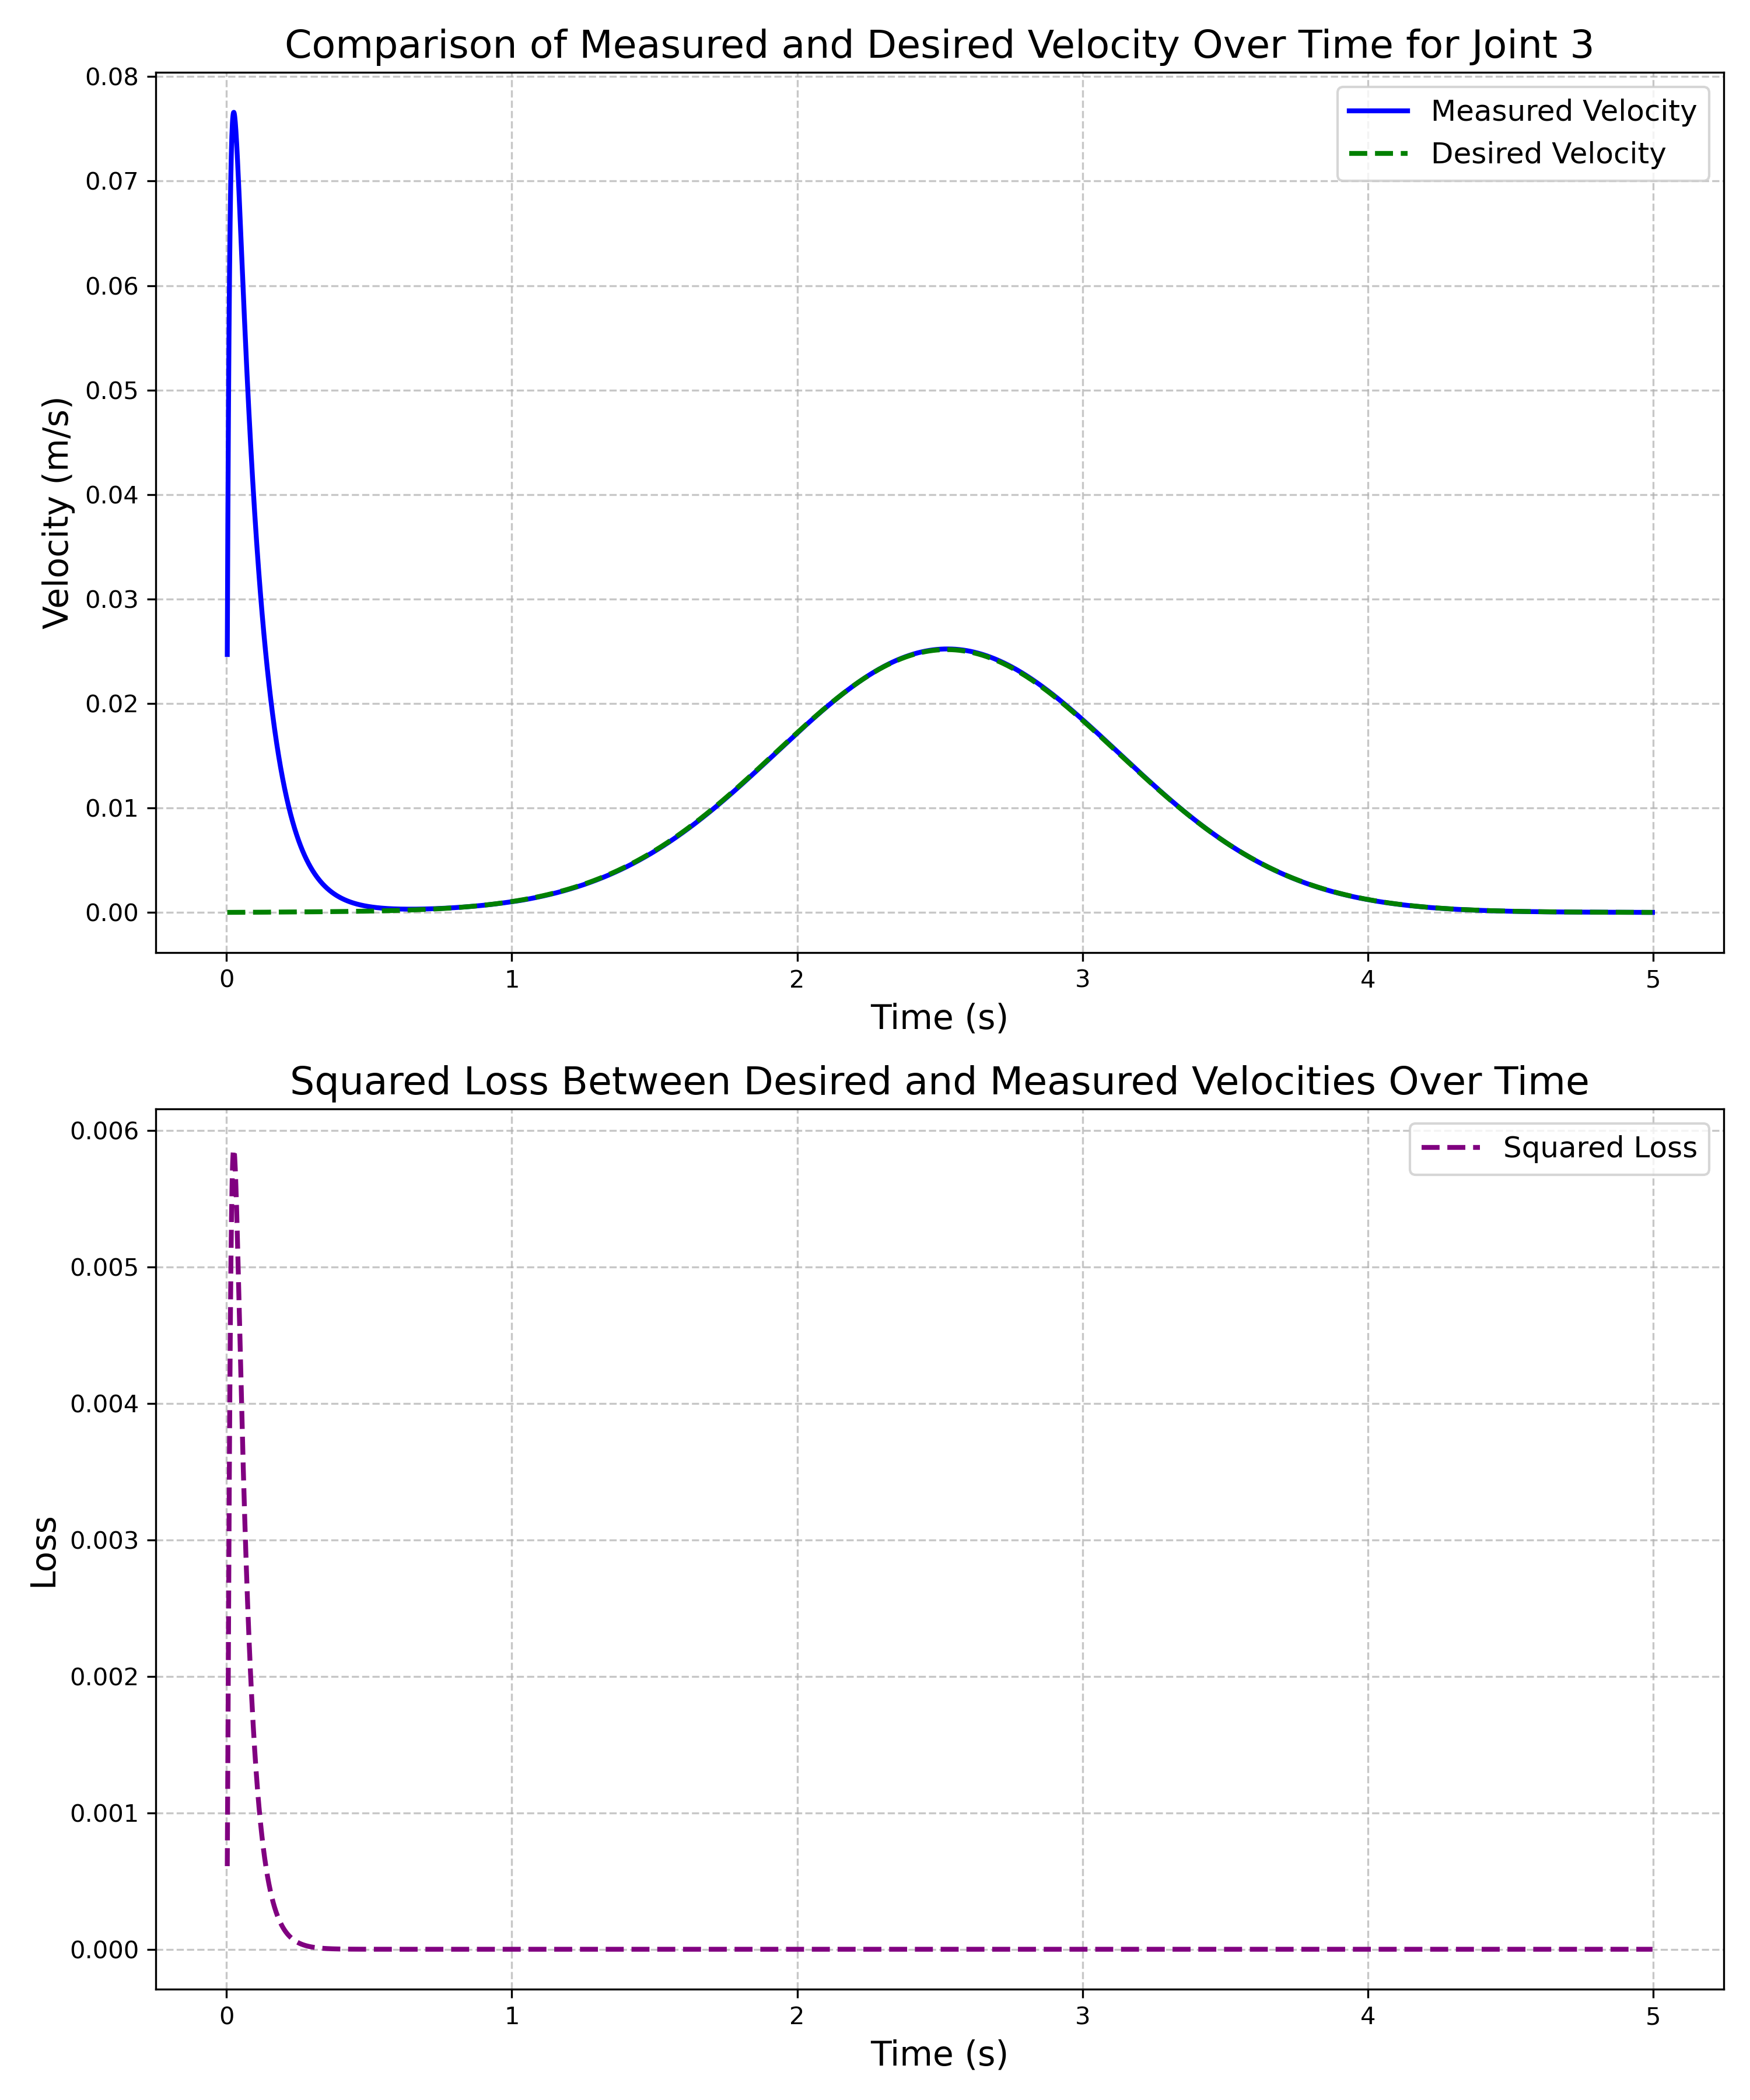 Comparison of Measured and Desired Velocity Over Time for Joint 3
Measured Velocity
Desired Velocity
Velocity (m/s)
0.08
0.07
0.06
0.05
0.04
0.03
0.02
0.01
0.00
0 1 2 3 4 5
Time (s)
Squared Loss Between Desired and Measured Velocities Over Time
Squared Loss
Loss
0.006
0.005
0.004
0.003
0.002
0.001
0.000
0 1 2 3 4 5
Time (s)